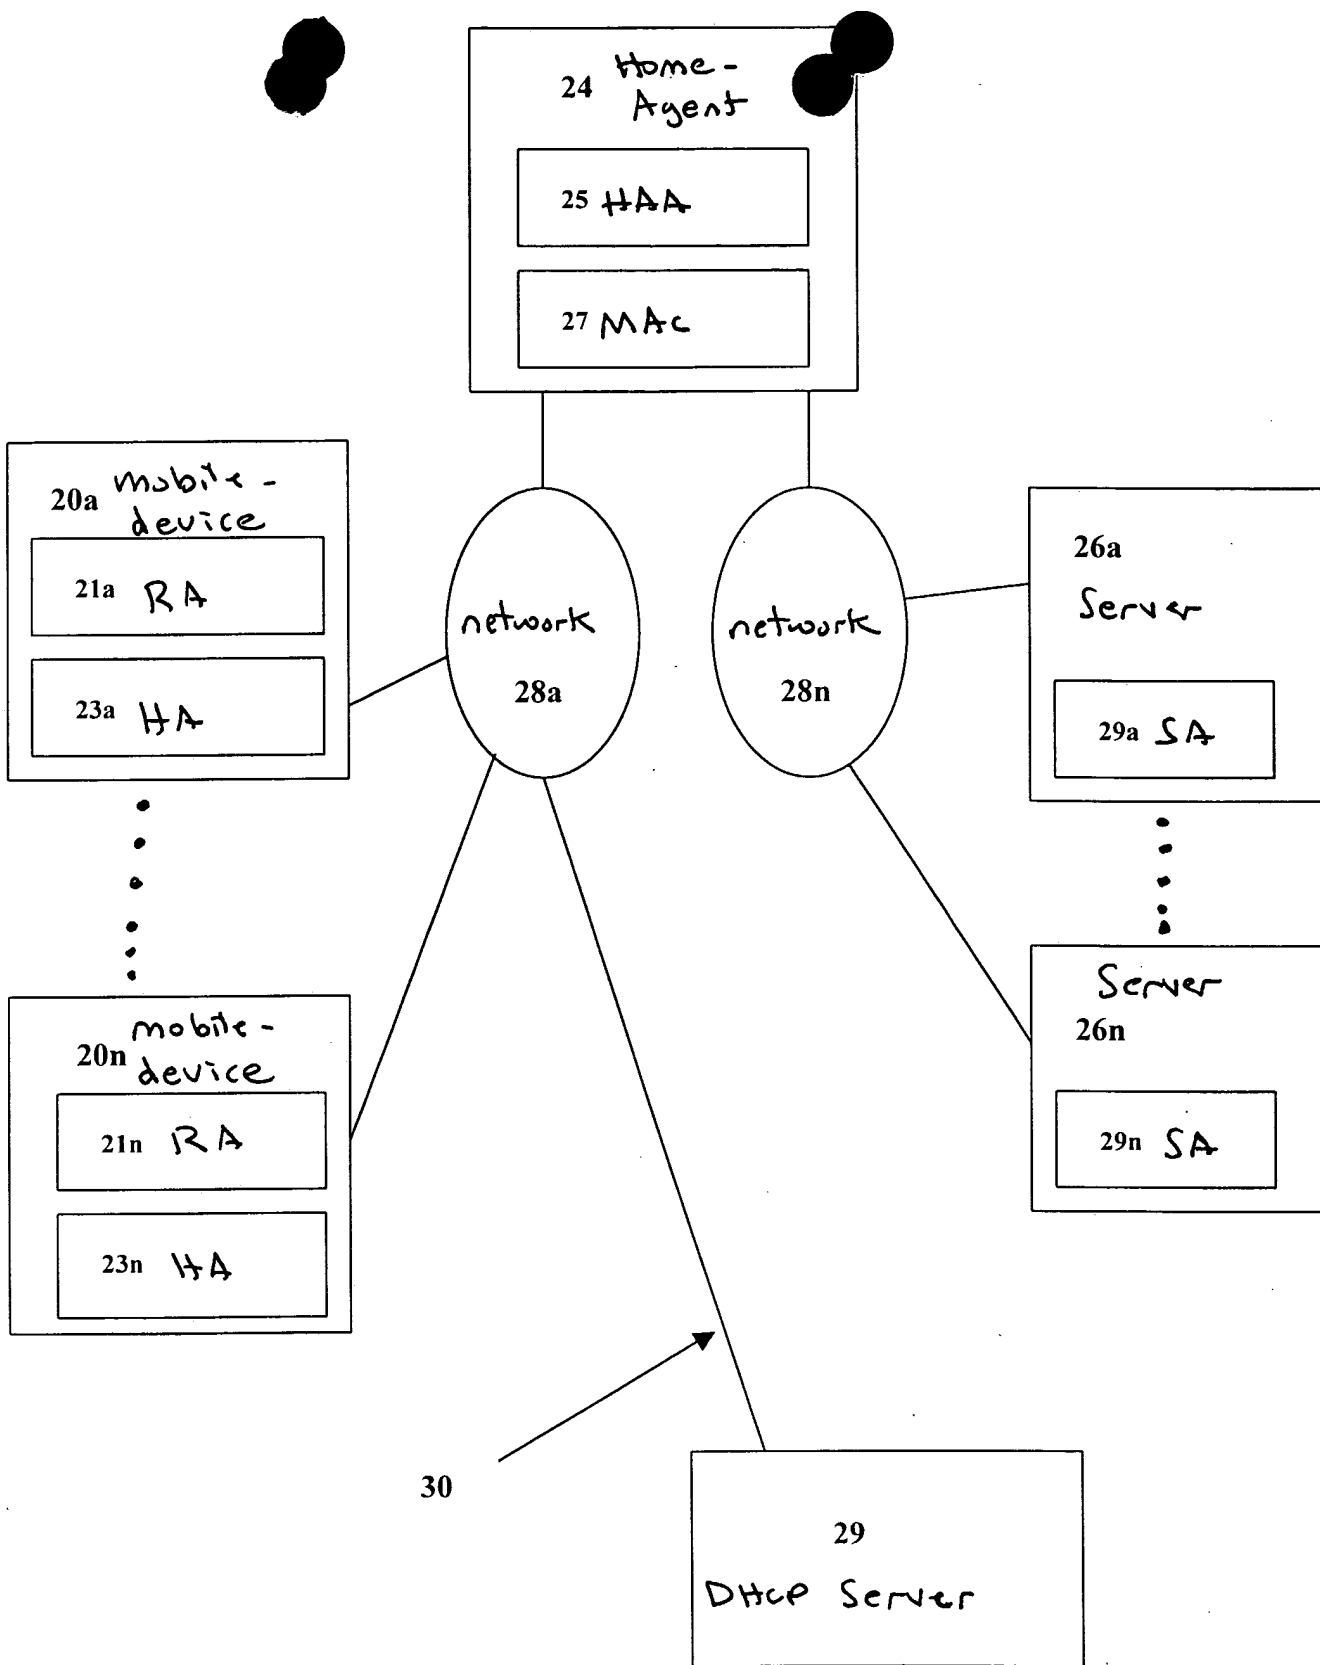 24 Home-
Agent
25 HAA
27 MAC
20a mobile-
device
21a RA
23a HA
network
28a
network
28n
26a
Server
29a SA
20n mobile-
device
21n RA
23n HA
Server
26n
29n SA
30
29
DHCP Server